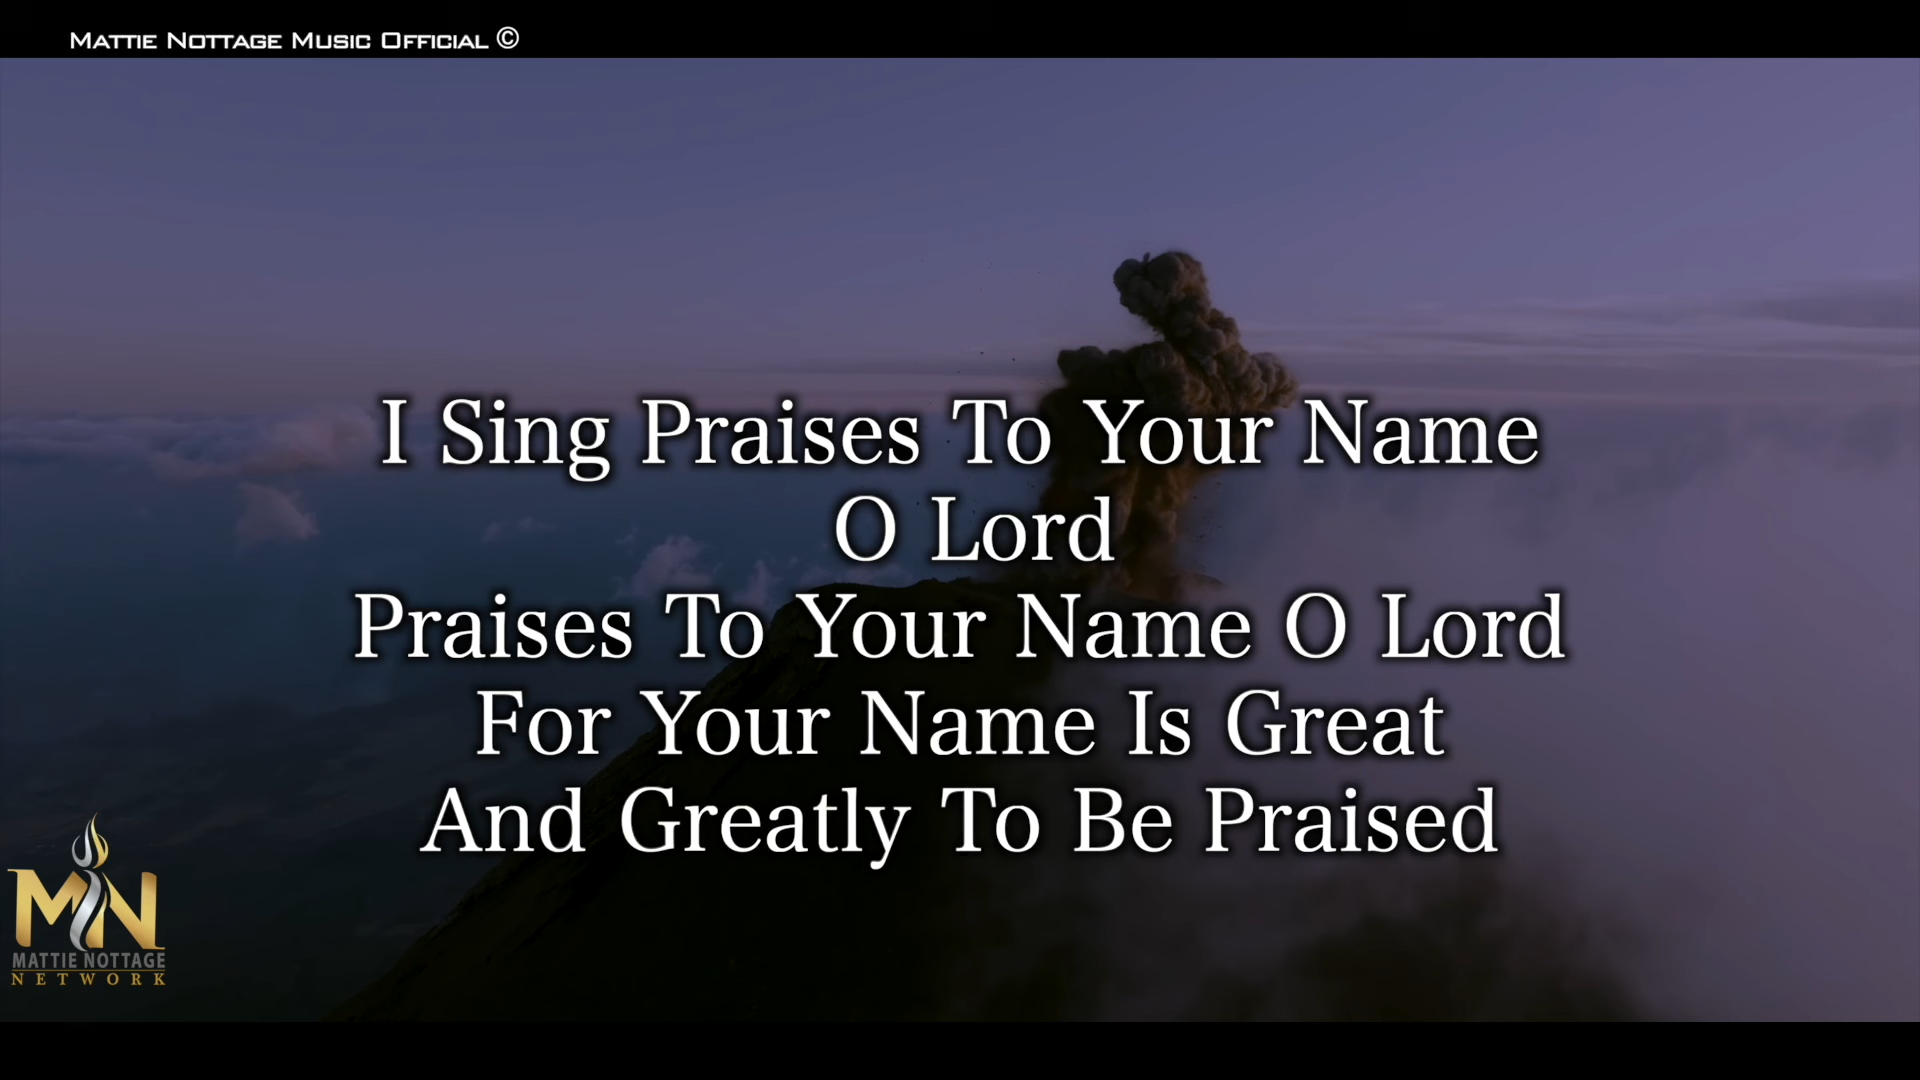 Mattie Nottage Music Official ©
I Sing Praises To Your Name
O Lord
Praises To Your Name O Lord
For Your Name Is Great
And Greatly To Be Praised
MN
MATTIE NOTTAGE
NETWORK